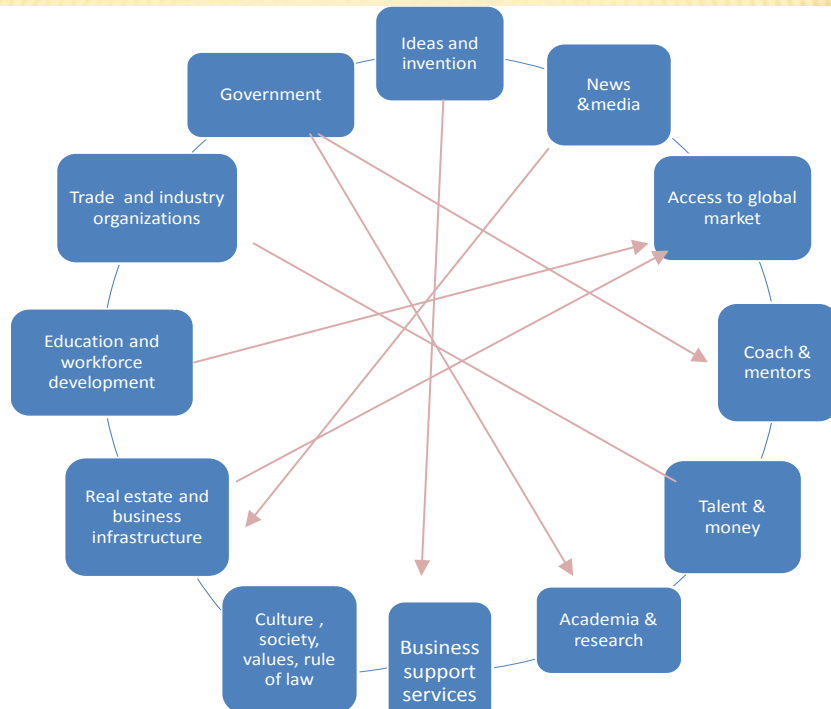 Ideas and
invention
News
&media
Access to global
market
Coach &
mentors
Talent &
money
Academia &
research
Business
support
services
Culture ,
society,
values, rule
of law
Real estate and
business
infrastructure
Education and
workforce
development
Trade  and industry
organizations
Government